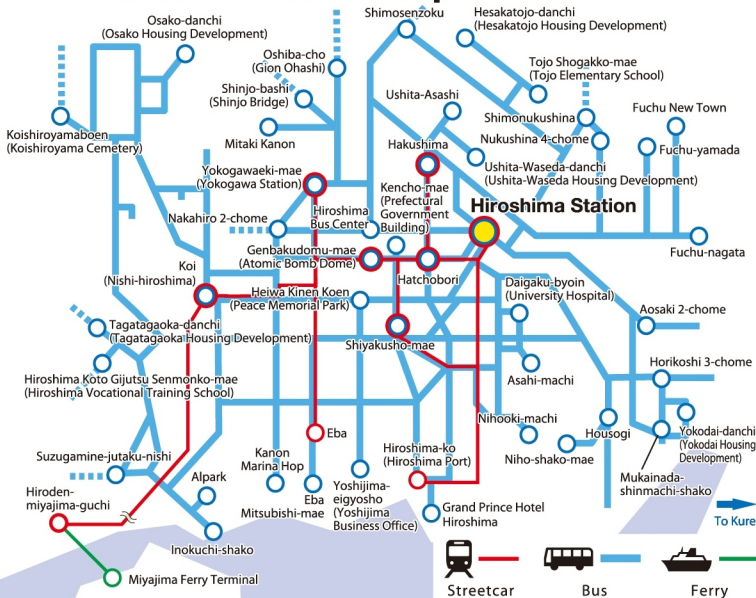 Osako-danchi
(Osako Housing Development)
Shimosenzoku
Hesakatojo-danchi
(Hesakatojo Housing Development)
Oshiba-cho
(Gion Ohashi)
Tojo Shogakko-mae
(Tojo Elementary School)
Shinjo-bashi
(Shinjo Bridge)
Ushita-Asashi
Shimonukushina
Fuchu New Town
Koishiroyamaboen
(Koishiroyama Cemetery)
Mitaki Kanon
Hakushima
Nukushina 4-chome
Fuchu-yamada
Yokogawaeki-mae
(Yokogawa Station)
Ushita-Waseda-danchi
(Ushita-Waseda Housing Development)
Kencho-mae
(Prefectural
Government
Building)
Hiroshima Station
Nakahiro 2-chome
Hiroshima
Bus Center
Fuchu-nagata
Genbakudomu-mae
(Atomic Bomb Dome)
Koi
(Nishi-hiroshima)
Hatchobori
Daigaku-byoin
(University Hospital)
Heiwa Kinen Koen
(Peace Memorial Park)
Aosaki 2-chome
Tagatagaoka-danchi
(Tagatagaoka Housing Development)
Shiyakusho-mae
Horikoshi 3-chome
Hiroshima Koto Gijutsu Senmonko-mae
(Hiroshima Vocational Training School)
Asahi-machi
Nihooki-machi
Eba
Housogi
Yokodai-danchi
(Yokodai Housing
Development)
Suzugamine-jutaku-nishi
Kanon
Marina Hop
Hiroshima-ko
(Hiroshima Port)
Niho-shako-mae
Alpark
Eba
Mitsubishi-mae
Yoshijima-
eigyosho
(Yoshijima
Business Office)
Mukainada-
shinmachi-shako
Hiroden-
miyajima-guchi
Grand Prince Hotel
Hiroshima
To Kure
Inokuchi-shako
Miyajima Ferry Terminal
Streetcar
Bus
Ferry